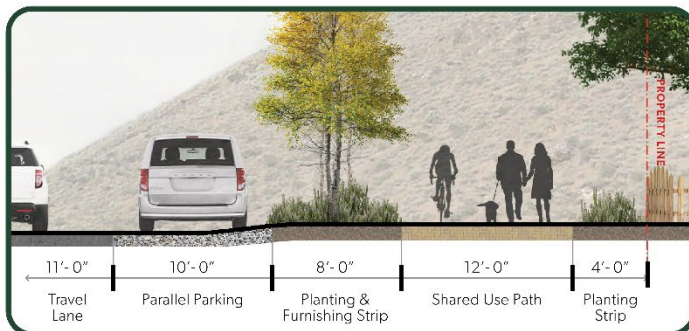 PROPERTY LINE
11'- 0" 10'- 0" 8'- 0" 12'- 0" 4'- 0"
Travel Parallel Parking Planting & Shared Use Path Planting
Lane Furnishing Strip Strip